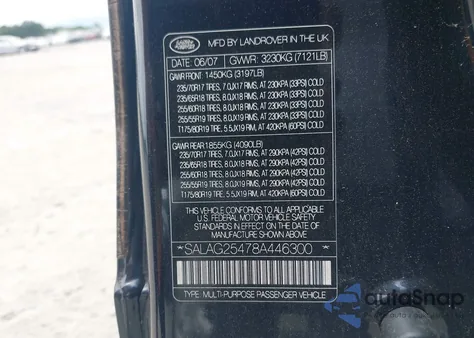 LAND ROVER
MFD BY LANDROVER IN THE UK
DATE 06/07 GVWR: 3230KG (7121LB)
GAWR FRONT: 1450KG (3197LB)
235/70R17 TIRES, 7.0JX17 RIMS, AT 230KPA (33PSI) COLD
235/65R18 TIRES, 8.0JX18 RIMS, AT 230KPA (33PSI) COLD
255/60R18 TIRES, 8.0JX18 RIMS, AT 230KPA (33PSI) COLD
255/55R19 TIRES, 8.0JX19 RIMS, AT 230KPA (33PSI) COLD
T175/80R19 TIRE, 5.5JX19 RIM, AT 420KPA (60PSI) COLD
GAWR REAR: 1855KG (4090LB)
235/70R17 TIRES, 7.0JX17 RIMS, AT 290KPA (42PSI) COLD
235/65R18 TIRES, 8.0JX18 RIMS, AT 290KPA (42PSI) COLD
255/60R18 TIRES, 8.0JX18 RIMS, AT 290KPA (42PSI) COLD
255/55R19 TIRES, 8.0JX19 RIMS, AT 290KPA (42PSI) COLD
T175/80R19 TIRE, 5.5JX19 RIM, AT 420KPA (60PSI) COLD
THIS VEHICLE CONFORMS TO ALL APPLICABLE
U.S. FEDERAL MOTOR VEHICLE SAFETY
STANDARDS IN EFFECT ON THE DATE OF
MANUFACTURE SHOWN ABOVE
*SALAG25478A446300*
TYPE: MULTI-PURPOSE PASSENGER VEHICLE
autoSnap